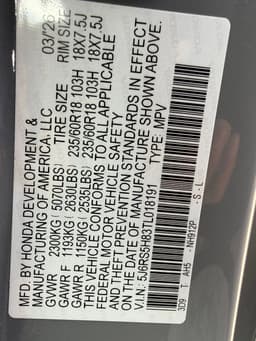 MFD. BY HONDA DEVELOPMENT & 03'26
MANUFACTURING OF AMERICA, LLC
GVWR 2300KG( 5070LBS) TIRE SIZE RIM SIZE
GAWR F 1193KG( 2630LBS) 235/60R18 103H 18X7.5J
GAWR R 1150KG( 2535LBS) 235/60R18 103H 18X7.5J
THIS VEHICLE CONFORMS TO ALL APPLICABLE
FEDERAL MOTOR VEHICLE SAFETY
AND THEFT PREVENTION STANDARDS IN EFFECT
ON THE DATE OF MANUFACTURE SHOWN ABOVE.
V.I.N.: 5J6RS5H83TL018191 TYPE: MPV
3D9 T AH5 - NH912P - S - L